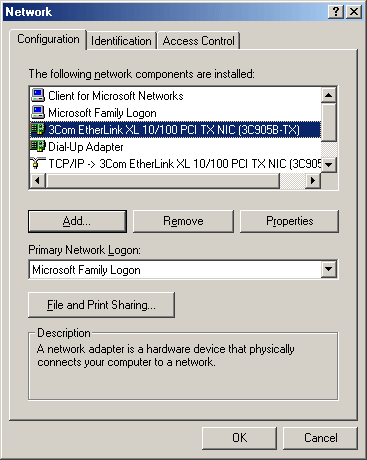 Network
Configuration Identification Access Control
The following network components are installed:
Client for Microsoft Networks
Microsoft Family Logon
3Com EtherLink XL 10/100 PCI TX NIC (3C905B-TX)
Dial-Up Adapter
TCP/IP -> 3Com EtherLink XL 10/100 PCI TX NIC (3C905
Add... Remove Properties
Primary Network Logon:
Microsoft Family Logon
File and Print Sharing...
Description
A network adapter is a hardware device that physically
connects your computer to a network.
OK Cancel